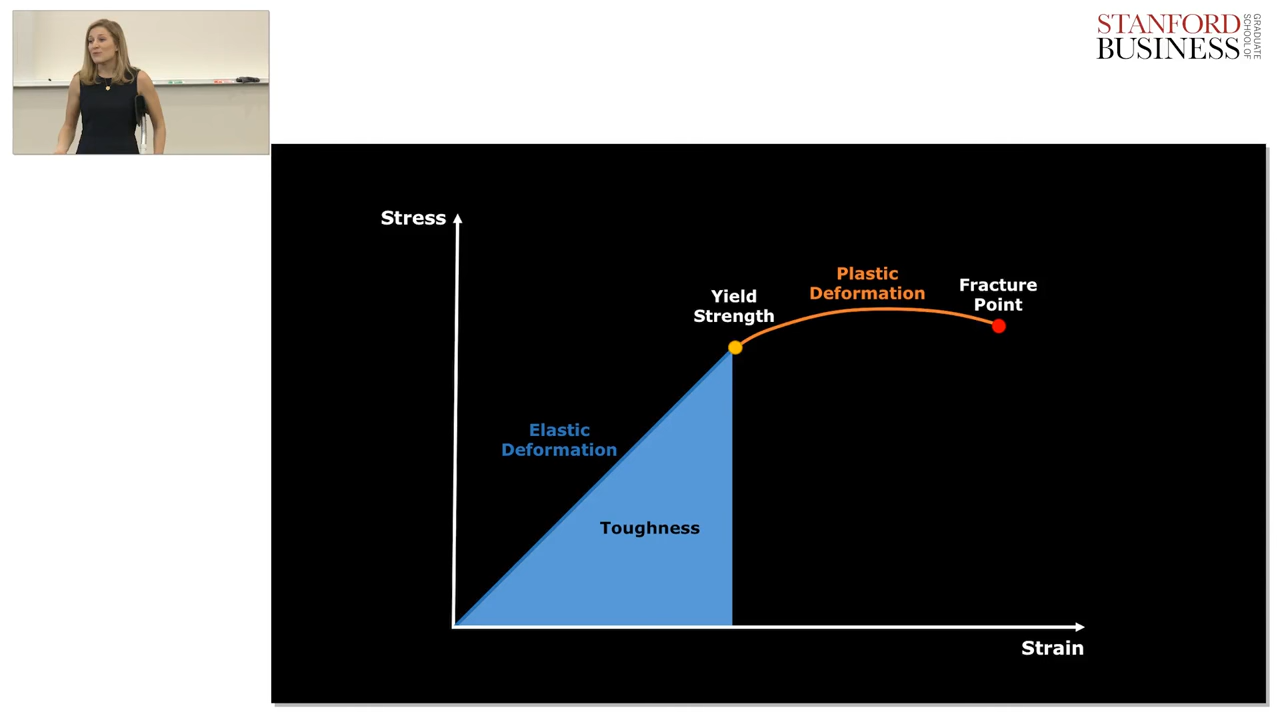 STANFORD
BUSINESS
GRADUATE
SCHOOL OF
Stress
Yield
Strength
Plastic
Deformation
Fracture
Point
Elastic
Deformation
Toughness
Strain